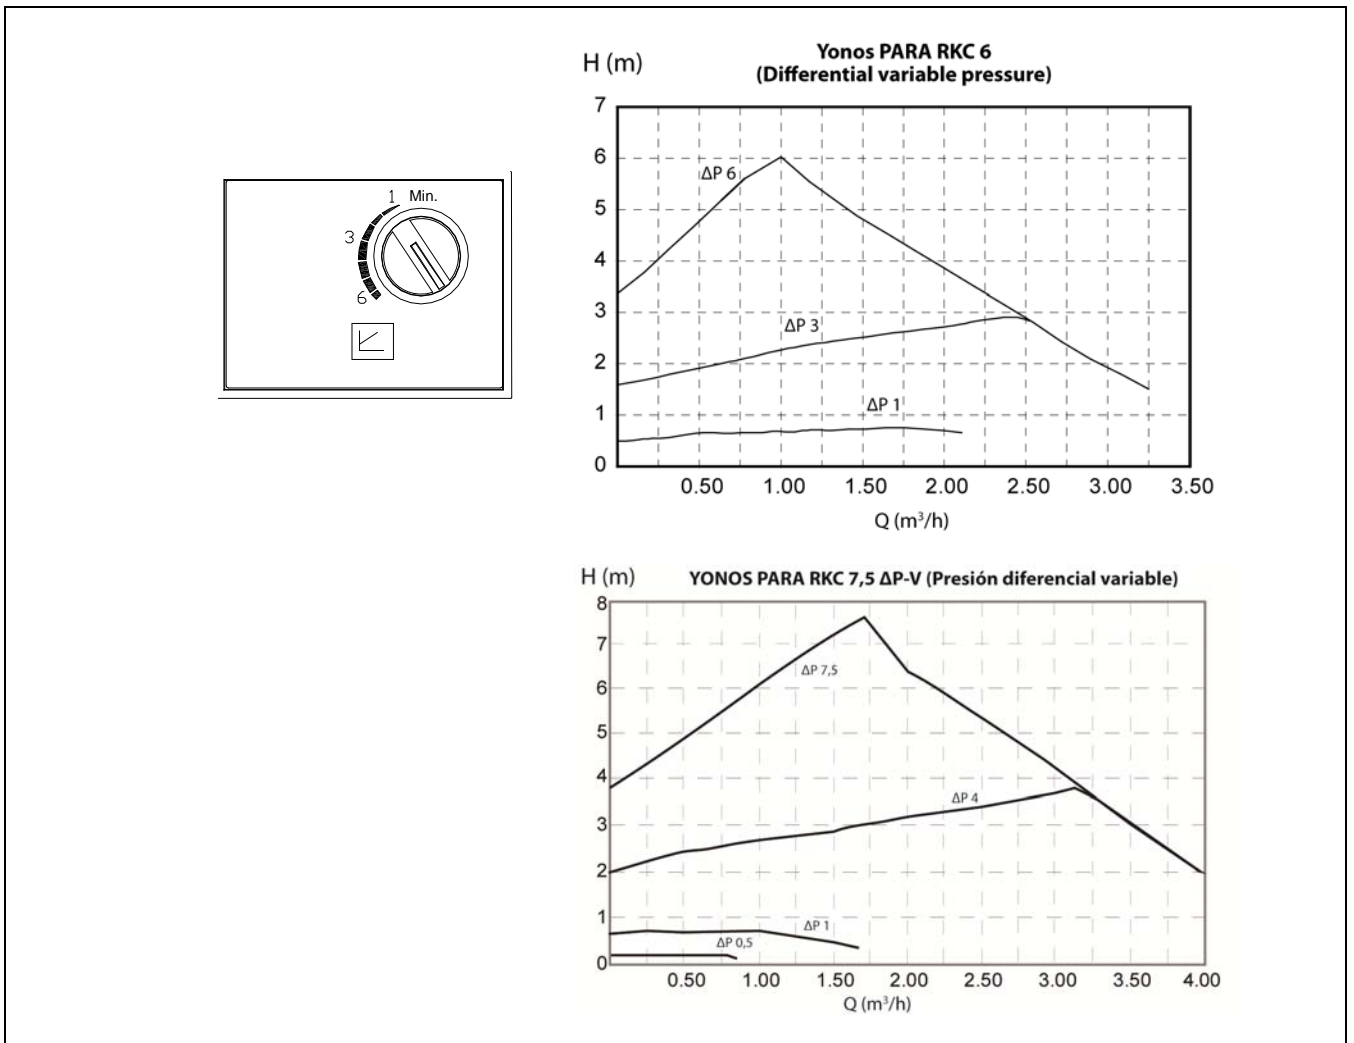 1 Min.
3
6
H (m)
Yonos PARA RKC 6
(Differential variable pressure)
7
6
5
4
3
2
1
0
ΔP 6
ΔP 3
ΔP 1
0.50 1.00 1.50 2.00 2.50 3.00 3.50
Q (m³/h)
H (m)
YONOS PARA RKC 7,5 ΔP-V (Presión diferencial variable)
8
7
6
5
4
3
2
1
0
ΔP 7,5
ΔP 4
ΔP 1
ΔP 0,5
0.50 1.00 1.50 2.00 2.50 3.00 3.50 4.00
Q (m³/h)